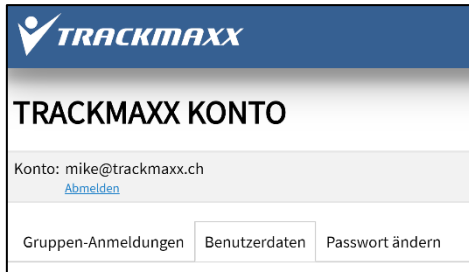 TRACKMAXX
TRACKMAXX KONTO
Konto: mike@trackmaxx.ch
Abmelden
Gruppen-Anmeldungen Benutzerdaten Passwort ändern